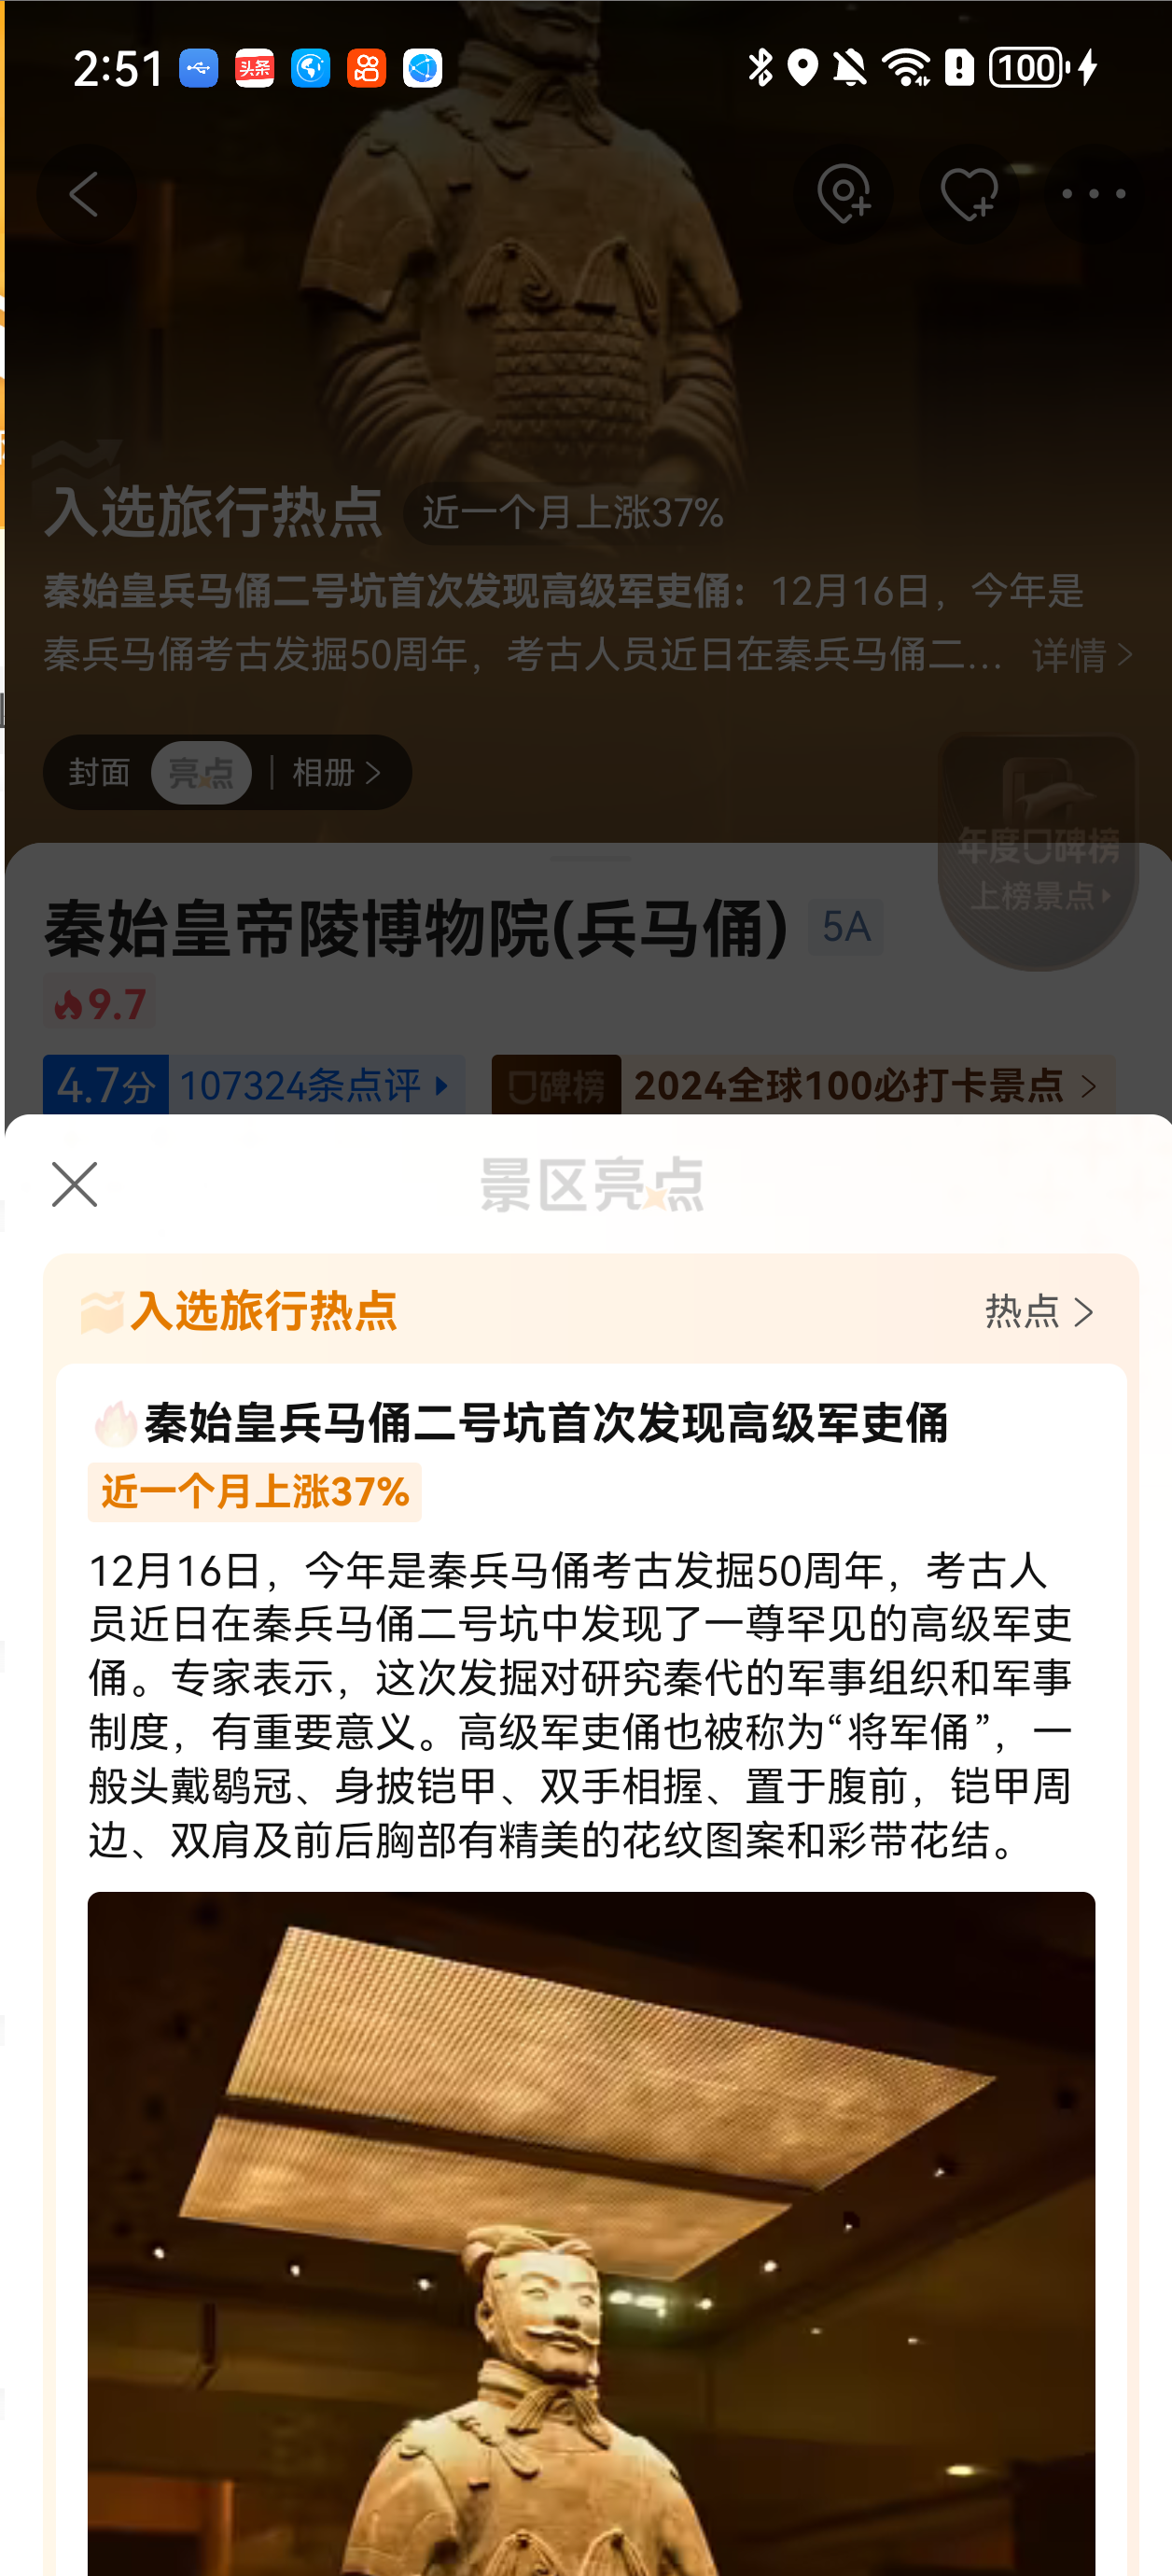 2:51
头条
100
入选旅行热点 近一个月上涨37%
秦始皇兵马俑二号坑首次发现高级军吏俑：12月16日，今年是
秦兵马俑考古发掘50周年，考古人员近日在秦兵马俑二... 详情 >
封面 亮点 | 相册 >
年度口碑榜
上榜景点
秦始皇帝陵博物院(兵马俑) 5A
9.7
4.7分 107324条点评
口碑榜 2024全球100必打卡景点 >
景区亮点
入选旅行热点 热点 >
秦始皇兵马俑二号坑首次发现高级军吏俑
近一个月上涨37%
12月16日，今年是秦兵马俑考古发掘50周年，考古人
员近日在秦兵马俑二号坑中发现了一尊罕见的高级军吏
俑。专家表示，这次发掘对研究秦代的军事组织和军事
制度，有重要意义。高级军吏俑也被称为“将军俑”，一
般头戴鹖冠、身披铠甲、双手相握、置于腹前，铠甲周
边、双肩及前后胸部有精美的花纹图案和彩带花结。